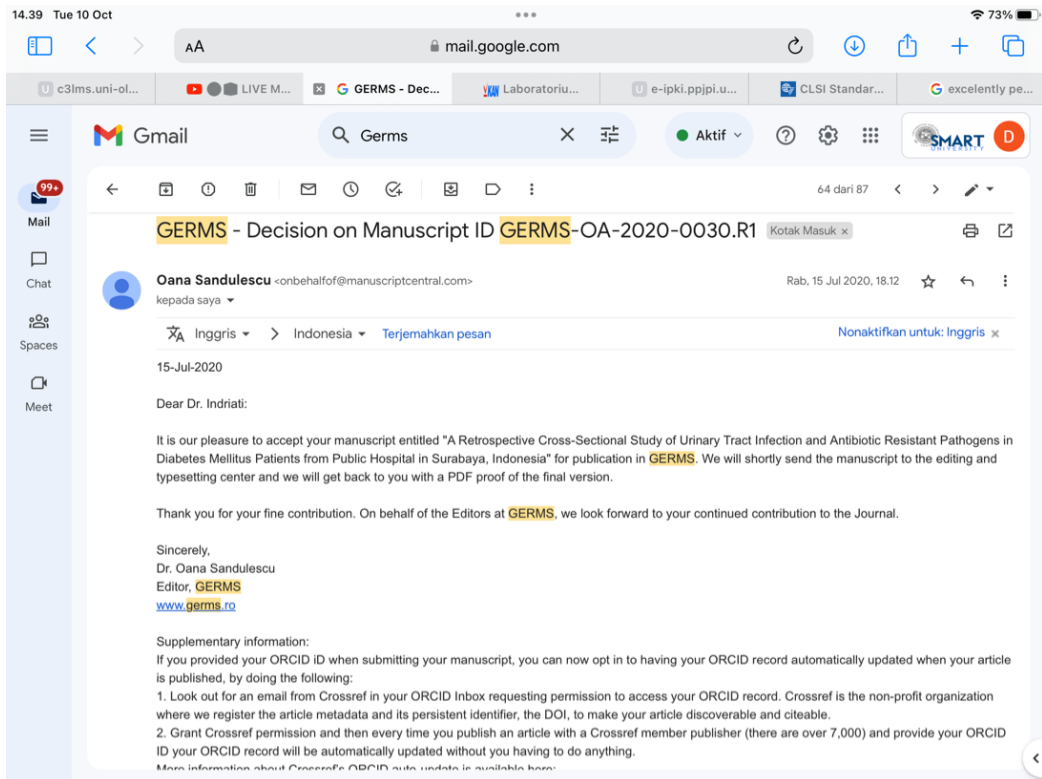 14.39 Tue 10 Oct
73%
AA mail.google.com
c3lms.uni-ol... LIVE M... GERMS - Dec... Laboratoriu... e-ipki.ppjpi.u... CLSI Standar... excelently pe...
Gmail Germs Aktif SMART UNIVERSITY D
99+
64 dari 87
Mail
GERMS - Decision on Manuscript ID GERMS-OA-2020-0030.R1 Kotak Masuk ×
Chat
Oana Sandulescu <onbehalfof@manuscriptcentral.com> Rab, 15 Jul 2020, 18.12
kepada saya
Spaces
Inggris > Indonesia Terjemahkan pesan Nonaktifkan untuk: Inggris ×
Meet
15-Jul-2020
Dear Dr. Indriati:
It is our pleasure to accept your manuscript entitled "A Retrospective Cross-Sectional Study of Urinary Tract Infection and Antibiotic Resistant Pathogens in
Diabetes Mellitus Patients from Public Hospital in Surabaya, Indonesia" for publication in GERMS. We will shortly send the manuscript to the editing and
typesetting center and we will get back to you with a PDF proof of the final version.
Thank you for your fine contribution. On behalf of the Editors at GERMS, we look forward to your continued contribution to the Journal.
Sincerely,
Dr. Oana Sandulescu
Editor, GERMS
www.germs.ro
Supplementary information:
If you provided your ORCID iD when submitting your manuscript, you can now opt in to having your ORCID record automatically updated when your article
is published, by doing the following:
1. Look out for an email from Crossref in your ORCID Inbox requesting permission to access your ORCID record. Crossref is the non-profit organization
where we register the article metadata and its persistent identifier, the DOI, to make your article discoverable and citeable.
2. Grant Crossref permission and then every time you publish an article with a Crossref member publisher (there are over 7,000) and provide your ORCID
ID your ORCID record will be automatically updated without you having to do anything.
More information about Crossref's ORCID auto-update is available here: